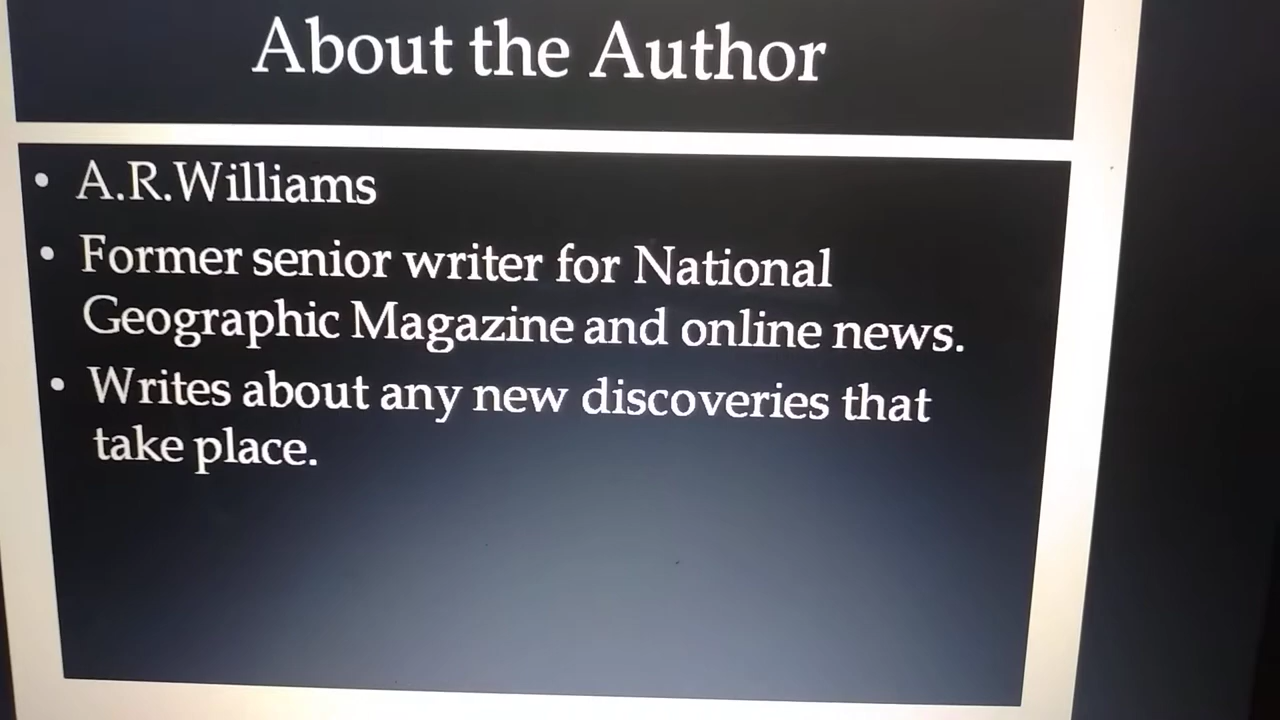 About the Author
• A.R.Williams
• Former senior writer for National
Geographic Magazine and online news.
• Writes about any new discoveries that
take place.